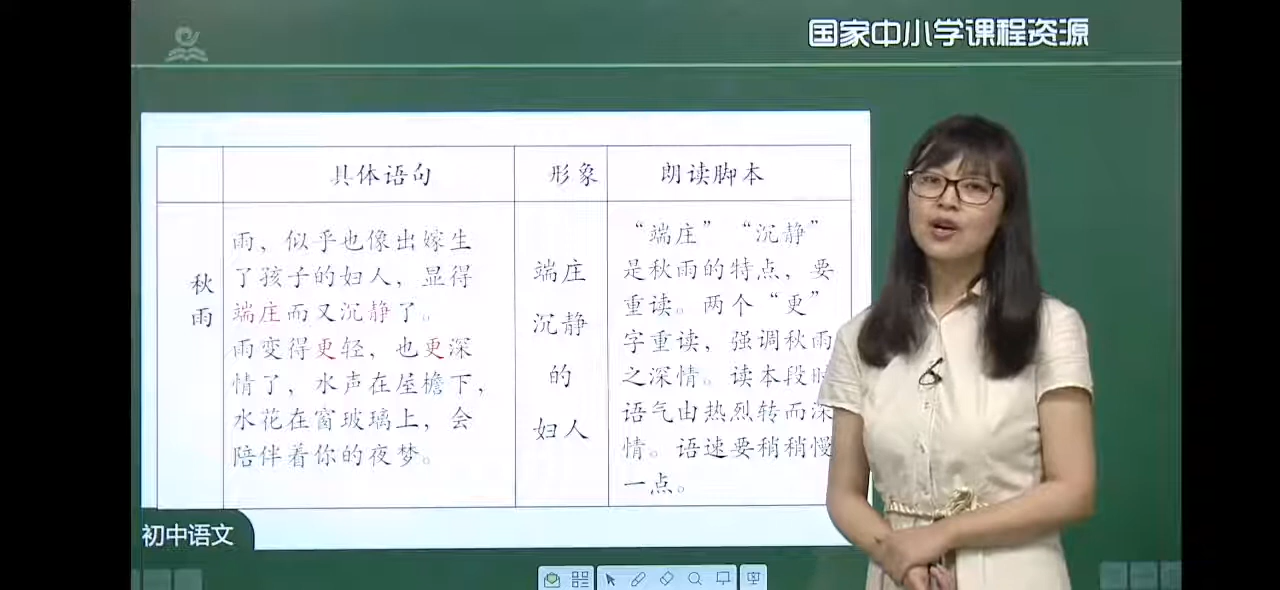 国家中小学课程资源
具体语句
形象
朗读脚本
秋
雨
雨，似乎也像出嫁生
了孩子的妇人，显得
端庄而又沉静了。
雨变得更轻，也更深
情了，水声在屋檐下，
水花在窗玻璃上，会
陪伴着你的夜梦。
端庄
沉静
的
妇人
“端庄” “沉静”
是秋雨的特点，要
重读。两个“更”
字重读，强调秋雨
之深情。读本段时
语气由热烈转而深
情。语速要稍稍慢
一点。
初中语文